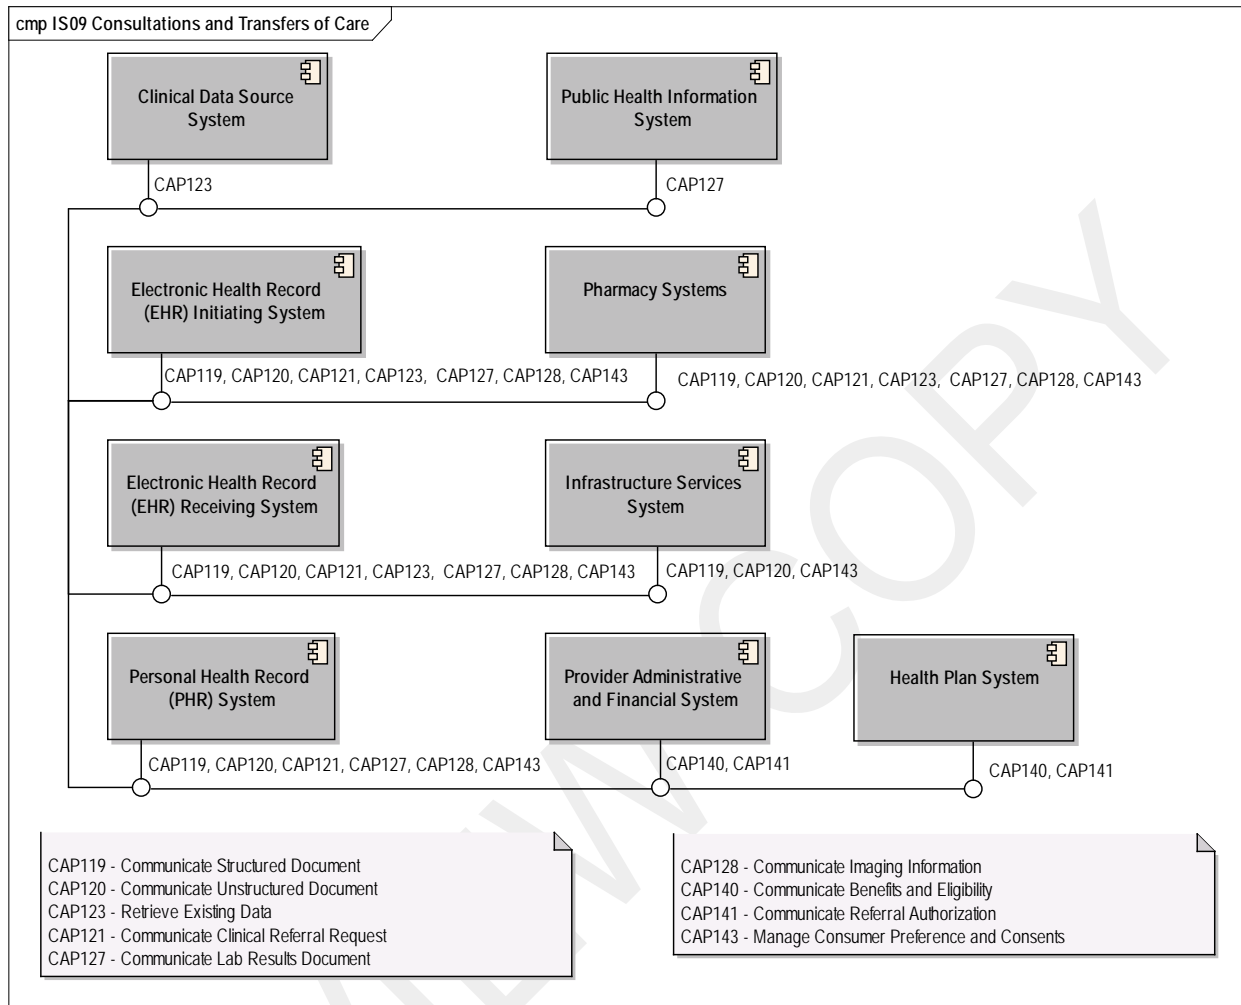 cmp IS09 Consultations and Transfers of Care
Clinical Data Source
System
Public Health Information
System
CAP123
CAP127
Electronic Health Record
(EHR) Initiating System
Pharmacy Systems
CAP119, CAP120, CAP121, CAP123, CAP127, CAP128, CAP143
CAP119, CAP120, CAP121, CAP123, CAP127, CAP128, CAP143
Electronic Health Record
(EHR) Receiving System
Infrastructure Services
System
CAP119, CAP120, CAP121, CAP123, CAP127, CAP128, CAP143
CAP119, CAP120, CAP143
Personal Health Record
(PHR) System
Provider Administrative
and Financial System
Health Plan System
CAP119, CAP120, CAP121, CAP127, CAP128, CAP143
CAP140, CAP141
CAP140, CAP141
CAP119 - Communicate Structured Document
CAP120 - Communicate Unstructured Document
CAP123 - Retrieve Existing Data
CAP121 - Communicate Clinical Referral Request
CAP127 - Communicate Lab Results Document
CAP128 - Communicate Imaging Information
CAP140 - Communicate Benefits and Eligibility
CAP141 - Communicate Referral Authorization
CAP143 - Manage Consumer Preference and Consents
COPY